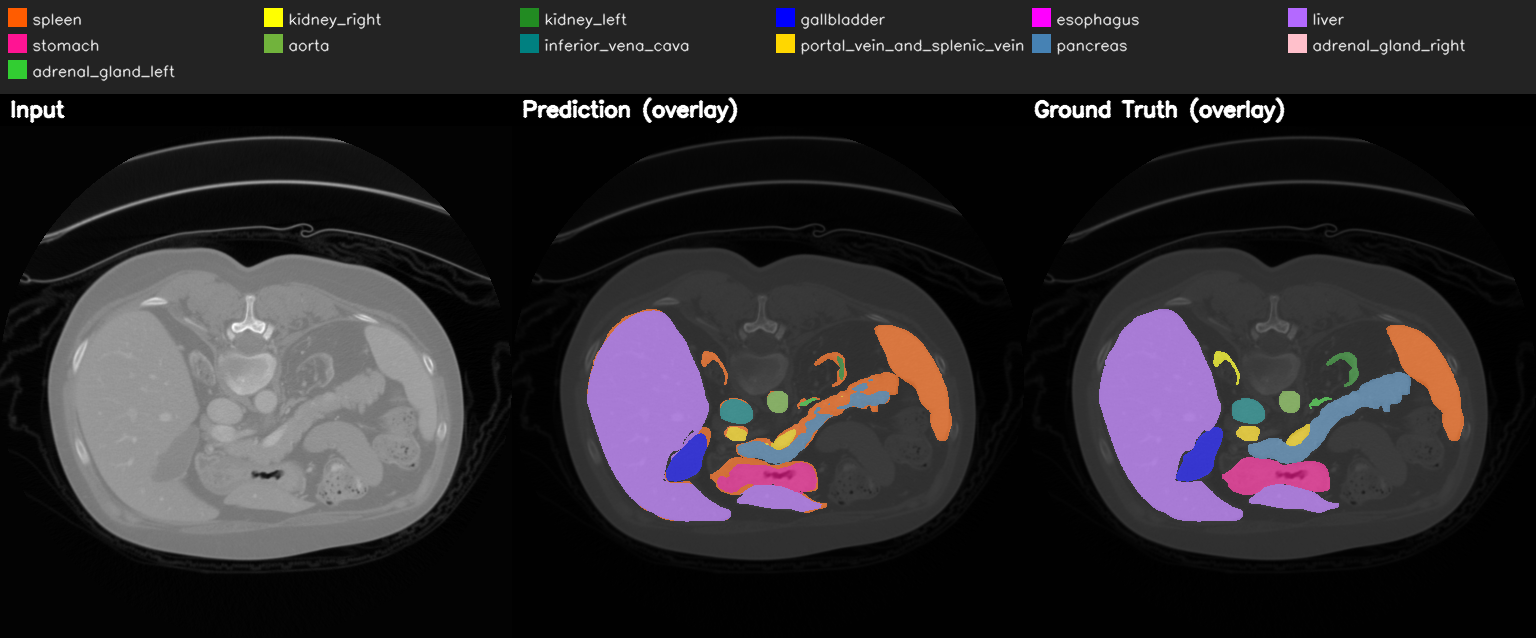 spleen kidney_right kidney_left gallbladder esophagus liver
stomach aorta inferior_vena_cava portal_vein_and_splenic_vein pancreas adrenal_gland_right
adrenal_gland_left
Input Prediction (overlay) Ground Truth (overlay)